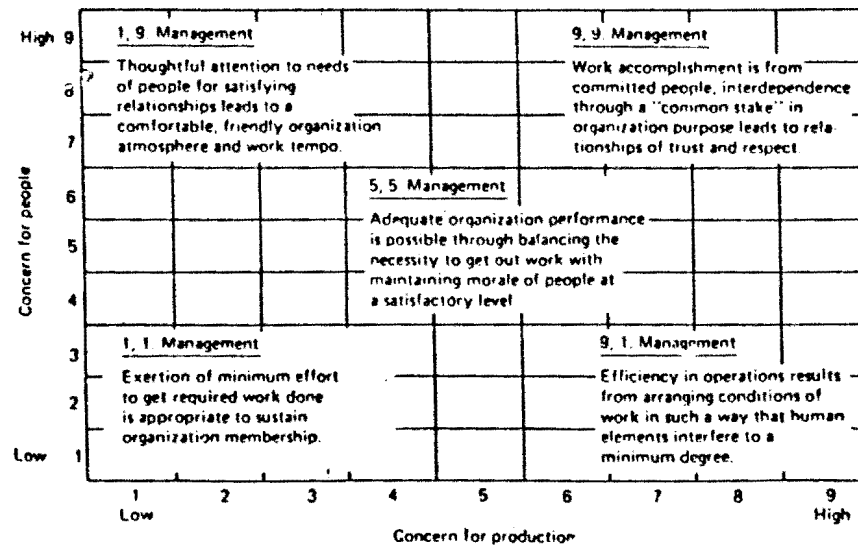 High 9
8
7
6
5
4
3
2
Low 1
Concern for people
1, 9. Management
Thoughtful attention to needs
of people for satisfying
relationships leads to a
comfortable, friendly organization
atmosphere and work tempo.
9, 9. Management
Work accomplishment is from
committed people, interdependence
through a "common stake" in
organization purpose leads to rela-
tionships of trust and respect.
5, 5. Management
Adequate organization performance
is possible through balancing the
necessity to get out work with
maintaining morale of people at
a satisfactory level
1, 1. Management
Exertion of minimum effort
to get required work done
is appropriate to sustain
organization membership.
9, 1. Management
Efficiency in operations results
from arranging conditions of
work in such a way that human
elements interfere to a
minimum degree.
1 2 3 4 5 6 7 8 9
Low High
Concern for production